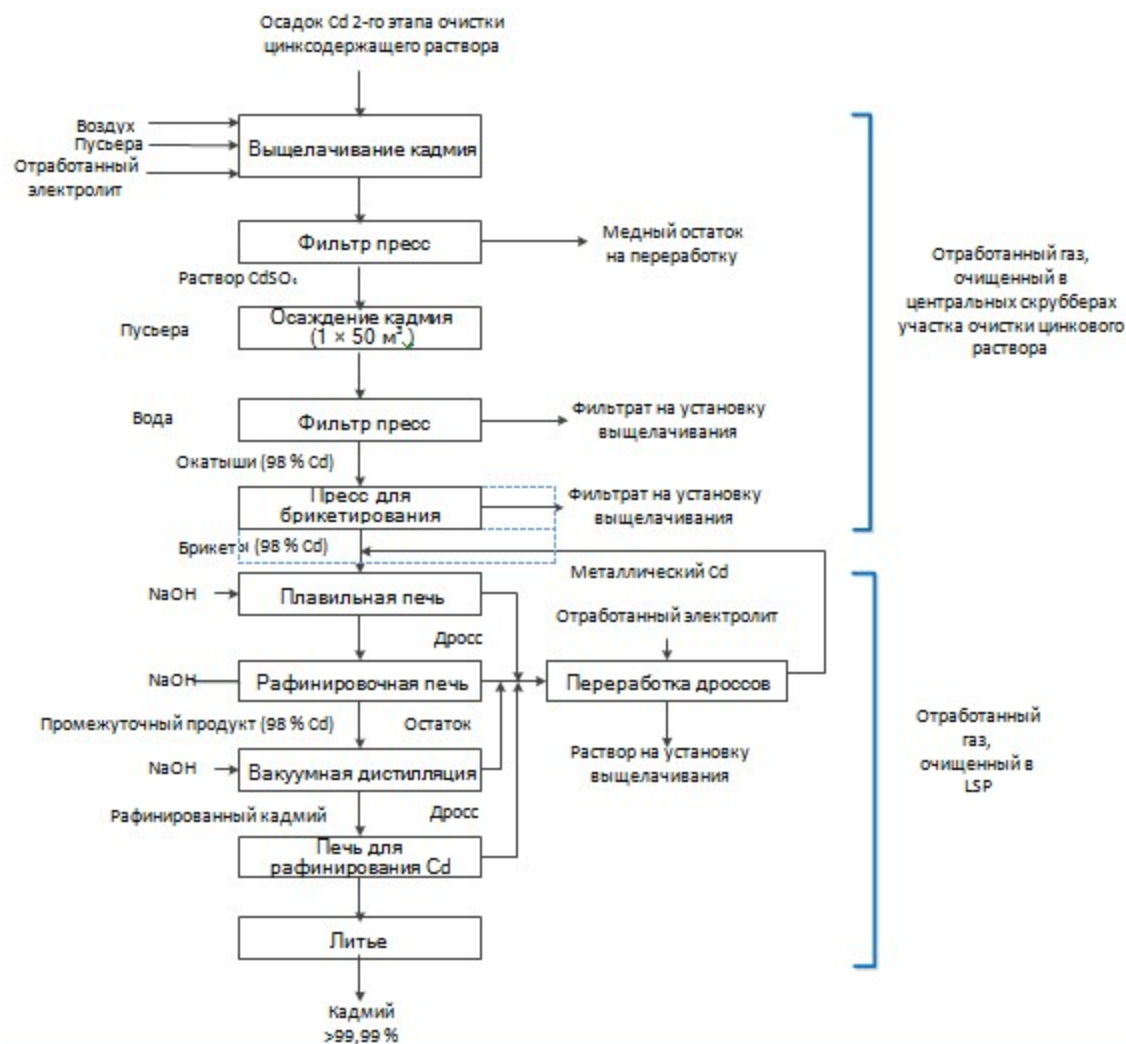 Осадок Cd 2-го этапа очистки
цинксодержащего раствора
Воздух
Пусьера
Отработанный
электролит
Выщелачивание кадмия
Фильтр пресс
Медный остаток
на переработку
Раствор CdSO₄
Пусьера
Осаждение кадмия
(1 × 50 м³.)
Вода
Фильтр пресс
Фильтрат на установку
выщелачивания
Окатыши (98 % Cd)
Пресс для
брикетирования
Фильтрат на установку
выщелачивания
Брикеты (98 % Cd)
Отработанный газ,
очищенный в
центральных скрубберах
участка очистки цинкового
раствора
Металлический Cd
NaOH
Плавильная печь
Отработанный электролит
Дросс
NaOH
Рафинировочная печь
Переработка дроссов
Промежуточный продукт (98 % Cd)
Остаток
NaOH
Вакуумная дистилляция
Раствор на установку
выщелачивания
Рафинированный кадмий
Дросс
Печь для
рафинирования Cd
Отработанный
газ,
очищенный в
LSP
Литье
Кадмий
>99,99 %